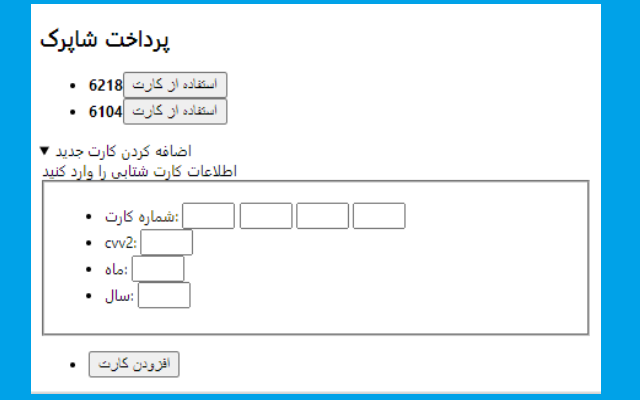 پرداخت شاپرک
6218 استفاده از کارت
6104 استفاده از کارت
▼ اضافه کردن کارت جدید
اطلاعات کارت شتابی را وارد کنید
شماره کارت:
cvv2:
ماه:
سال:
افزودن کارت